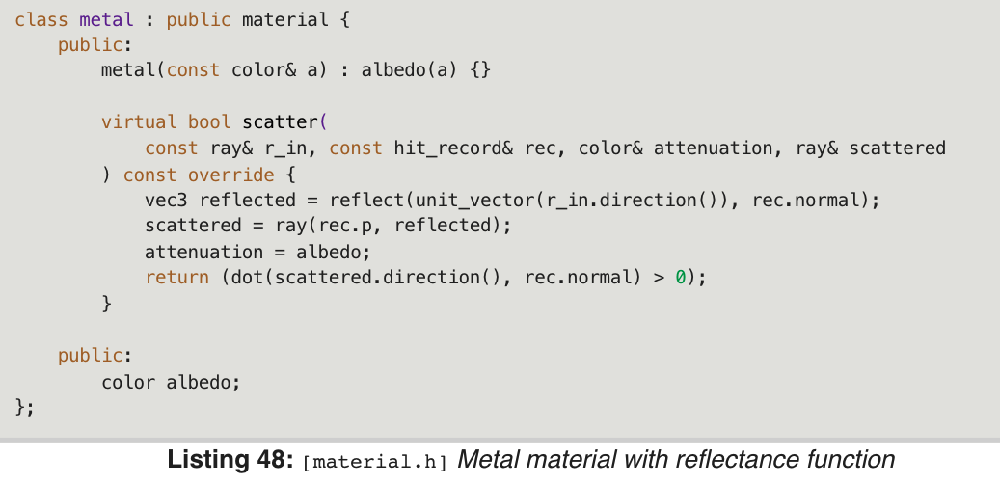 class metal : public material {
    public:
        metal(const color& a) : albedo(a) {}

        virtual bool scatter(
            const ray& r_in, const hit_record& rec, color& attenuation, ray& scattered
        ) const override {
            vec3 reflected = reflect(unit_vector(r_in.direction()), rec.normal);
            scattered = ray(rec.p, reflected);
            attenuation = albedo;
            return (dot(scattered.direction(), rec.normal) > 0);
        }

    public:
        color albedo;
};
Listing 48: [material.h] Metal material with reflectance function